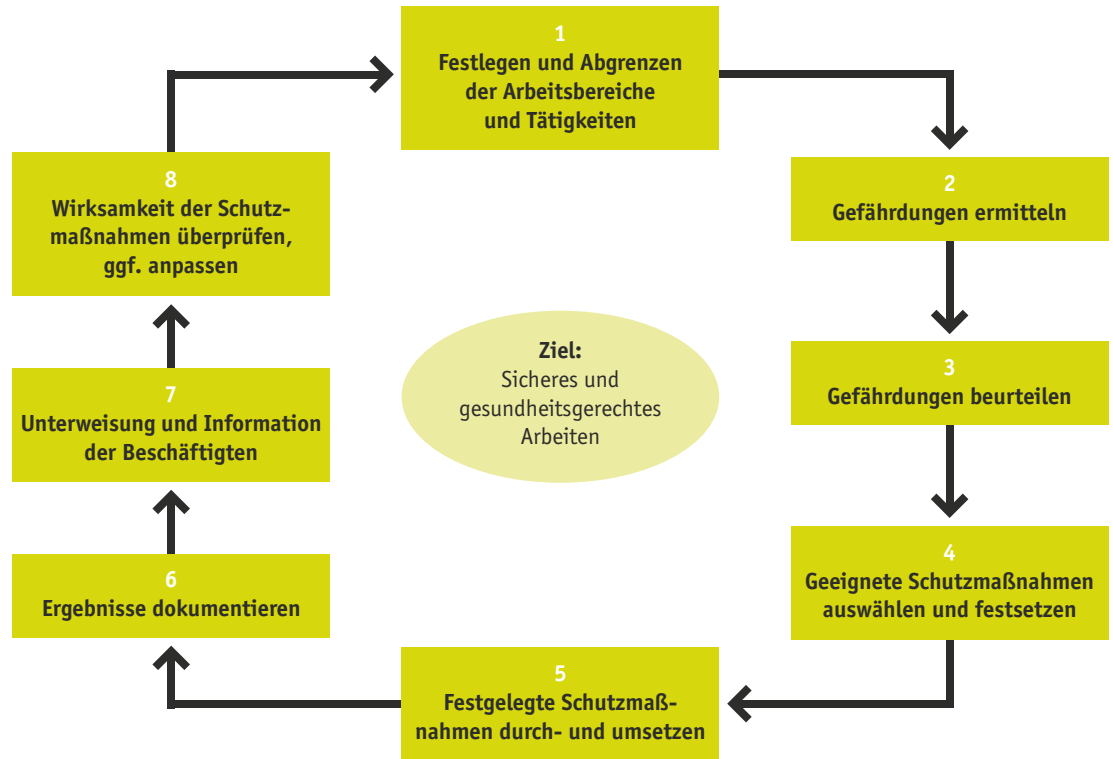 1
Festlegen und Abgrenzen
der Arbeitsbereiche
und Tätigkeiten
2
Gefährdungen ermitteln
3
Gefährdungen beurteilen
4
Geeignete Schutzmaßnahmen
auswählen und festsetzen
5
Festgelegte Schutzmaß-
nahmen durch- und umsetzen
6
Ergebnisse dokumentieren
7
Unterweisung und Information
der Beschäftigten
8
Wirksamkeit der Schutz-
maßnahmen überprüfen,
ggf. anpassen
Ziel:
Sicheres und
gesundheitsgerechtes
Arbeiten